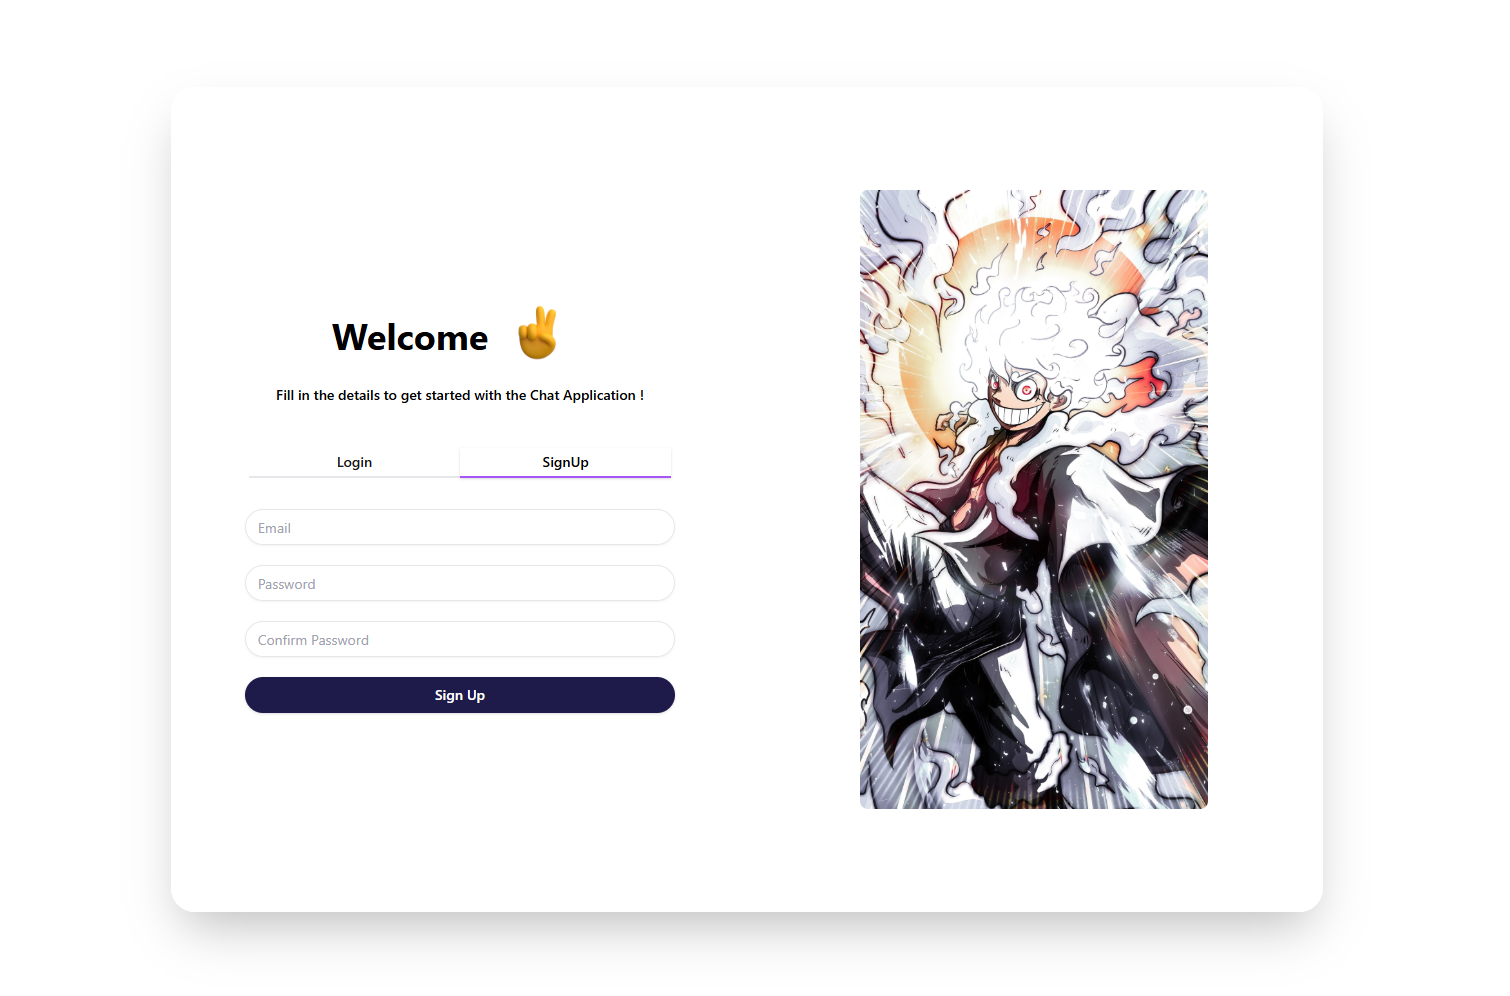 Welcome ✌
Fill in the details to get started with the Chat Application !
Login SignUp
Email
Password
Confirm Password
Sign Up